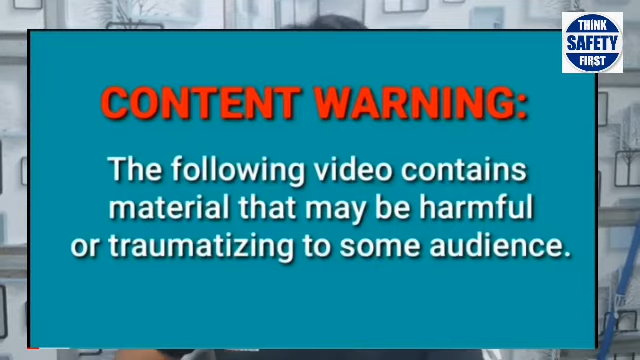 THINK
SAFETY
FIRST
CONTENT WARNING:
The following video contains
material that may be harmful
or traumatizing to some audience.